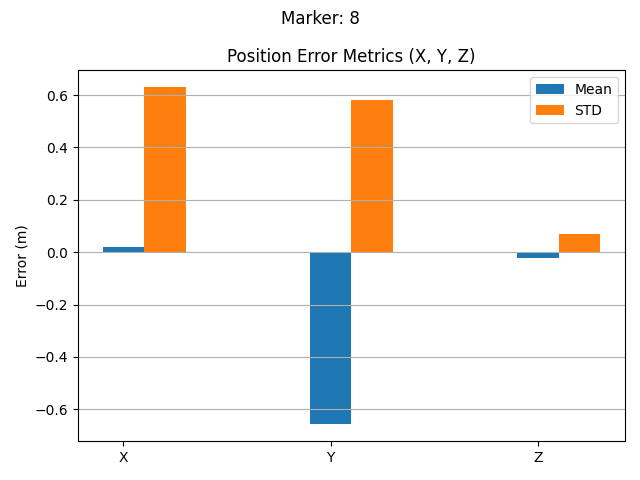 Marker: 8
Position Error Metrics (X, Y, Z)
Mean
STD
Error (m)
0.6
0.4
0.2
0.0
−0.2
−0.4
−0.6
X
Y
Z